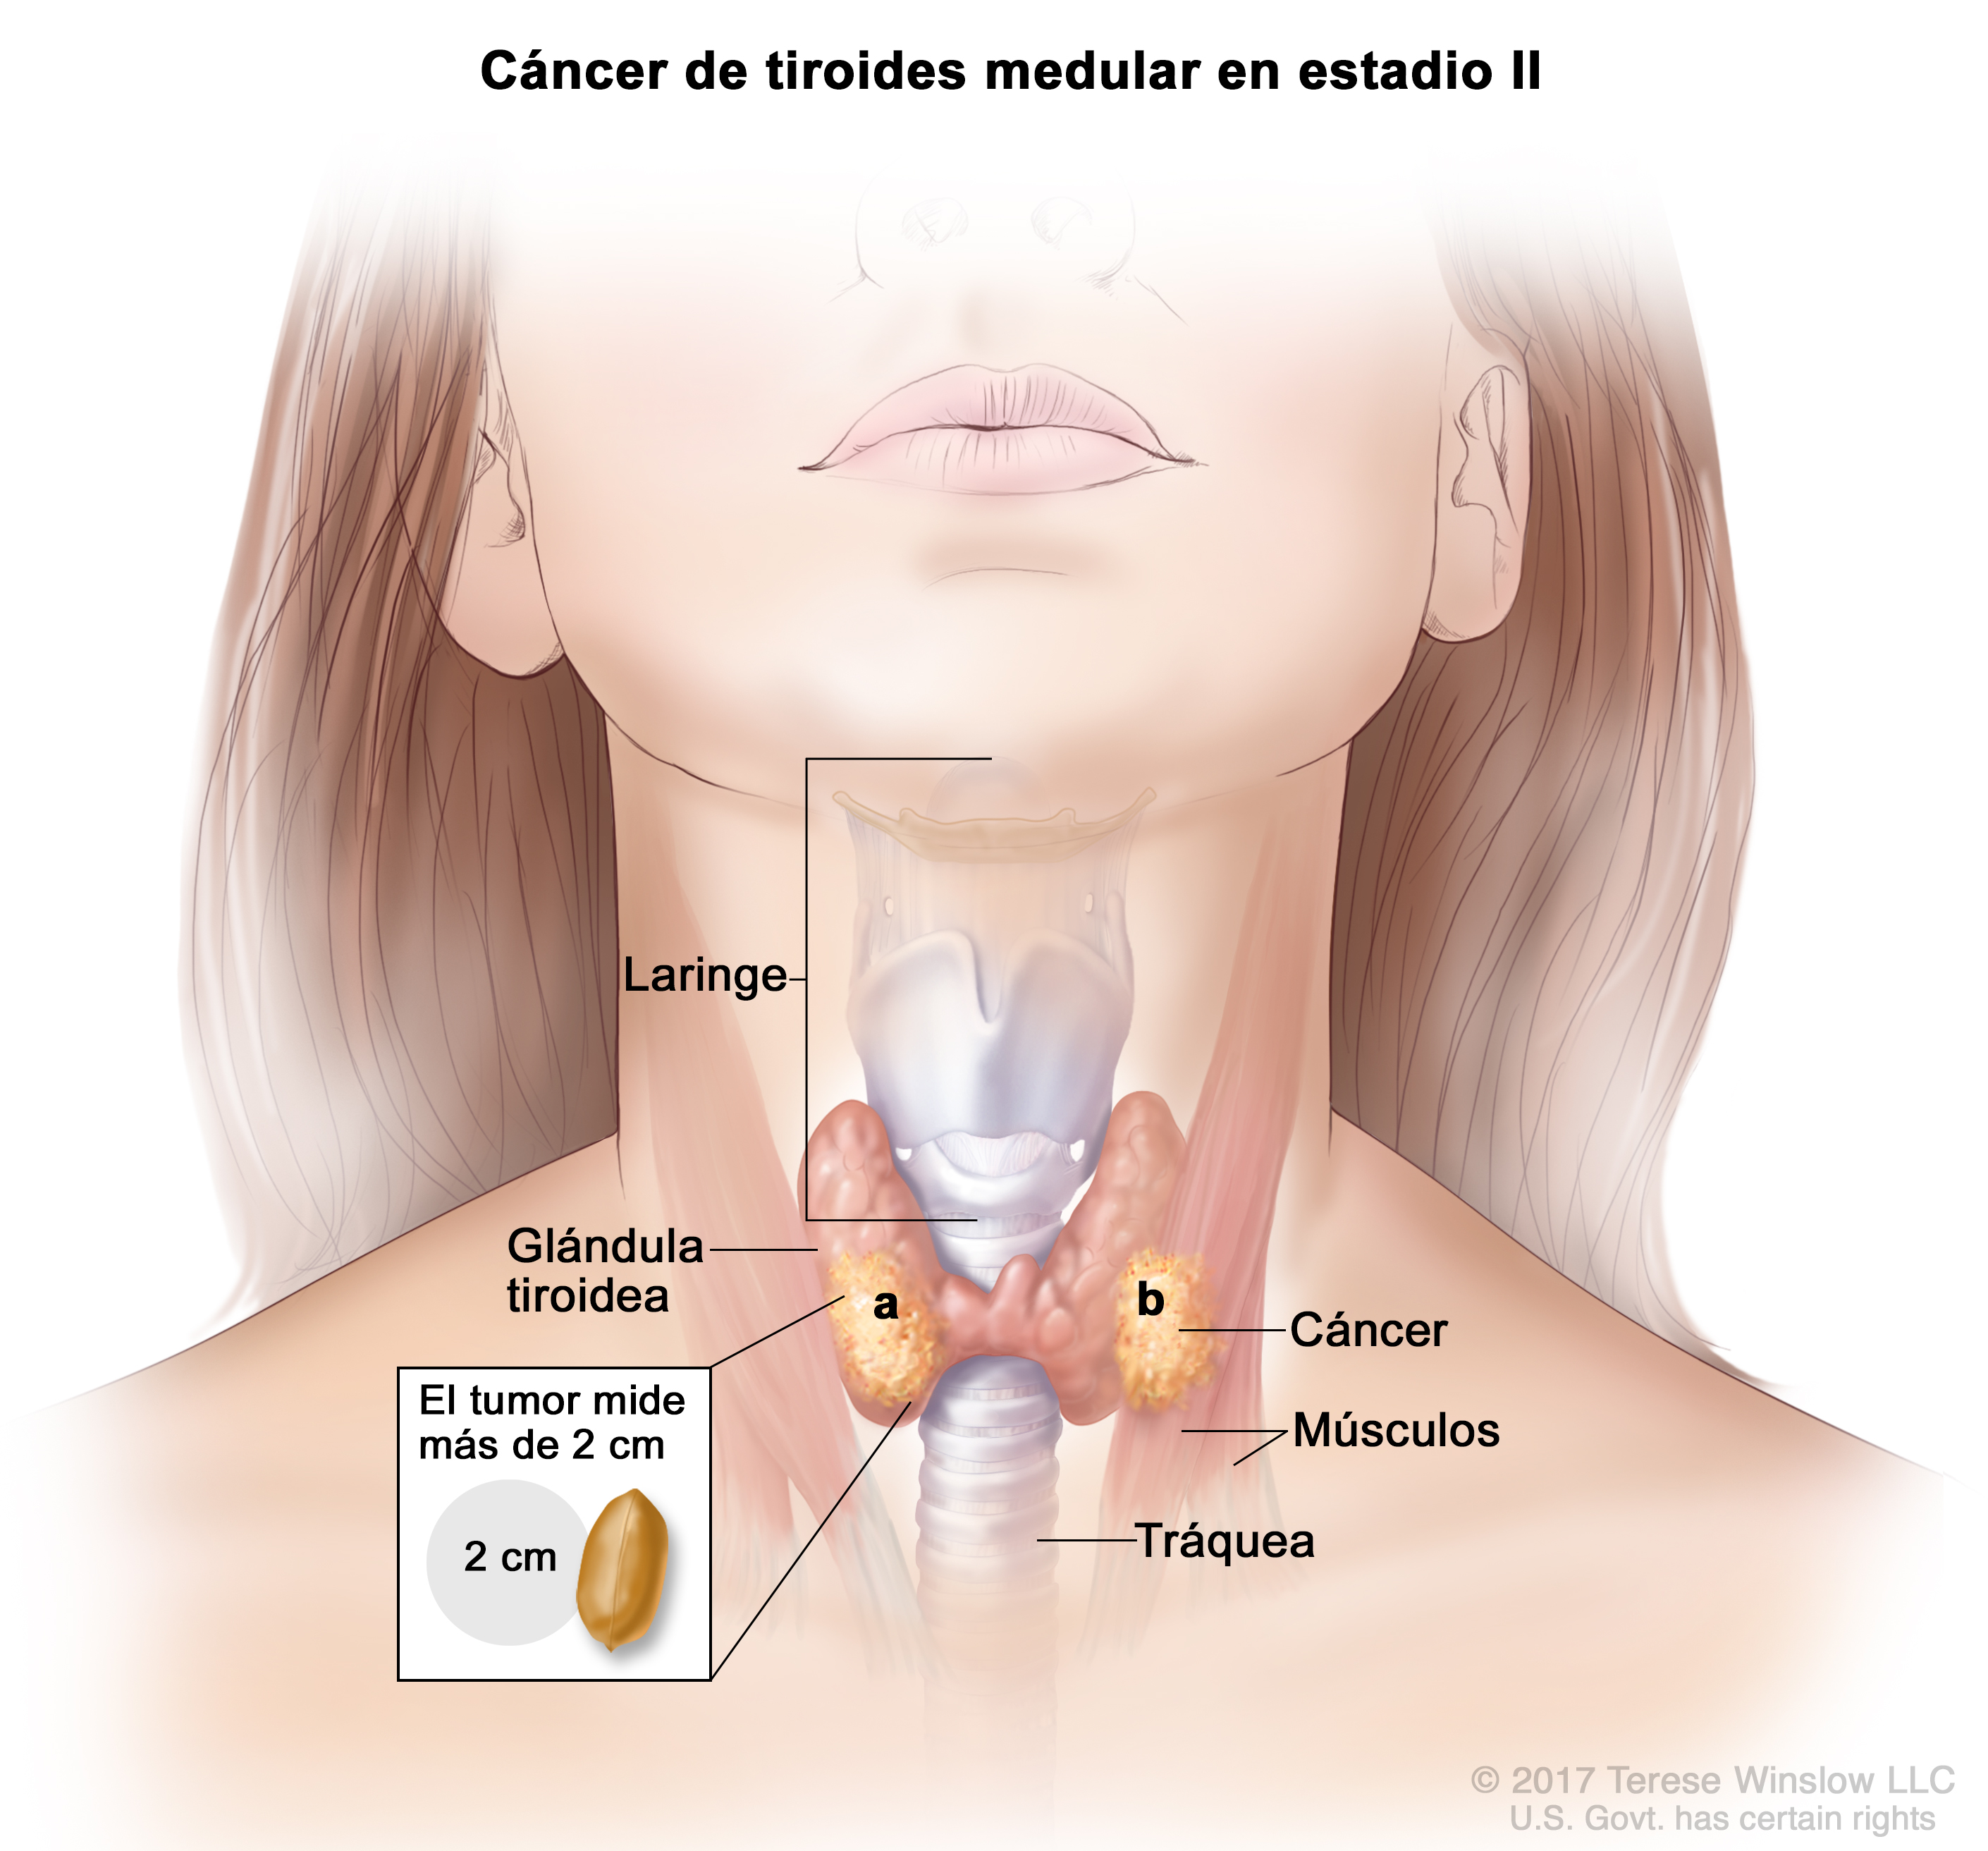 Cáncer de tiroides medular en estadio II
Laringe
Glándula
tiroidea
a
b
Cáncer
El tumor mide
más de 2 cm
2 cm
Músculos
Tráquea
© 2017 Terese Winslow LLC
U.S. Govt. has certain rights